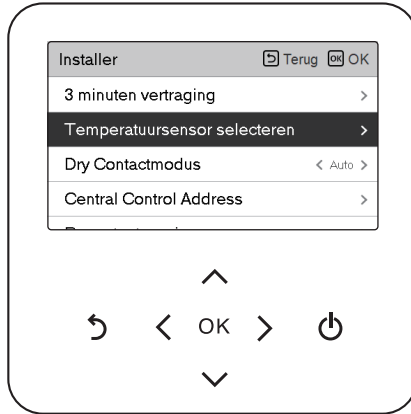 Installer Terug OK OK
3 minuten vertraging >
Temperatuursensor selecteren >
Dry Contactmodus < Auto >
Central Control Address >
OK